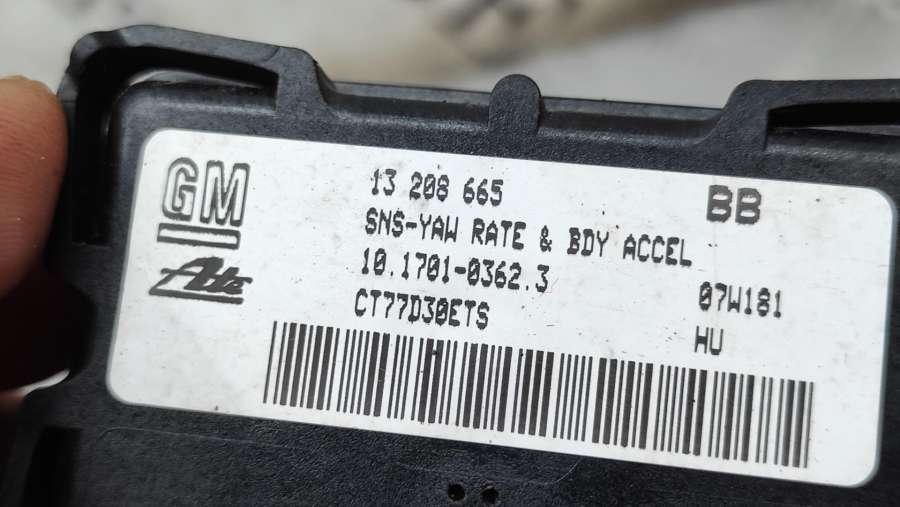 GM
Ate
13 208 665
BB
SNS-YAW RATE & BDY ACCEL
10.1701-0362.3
07W181
CT77D30ETS
HU